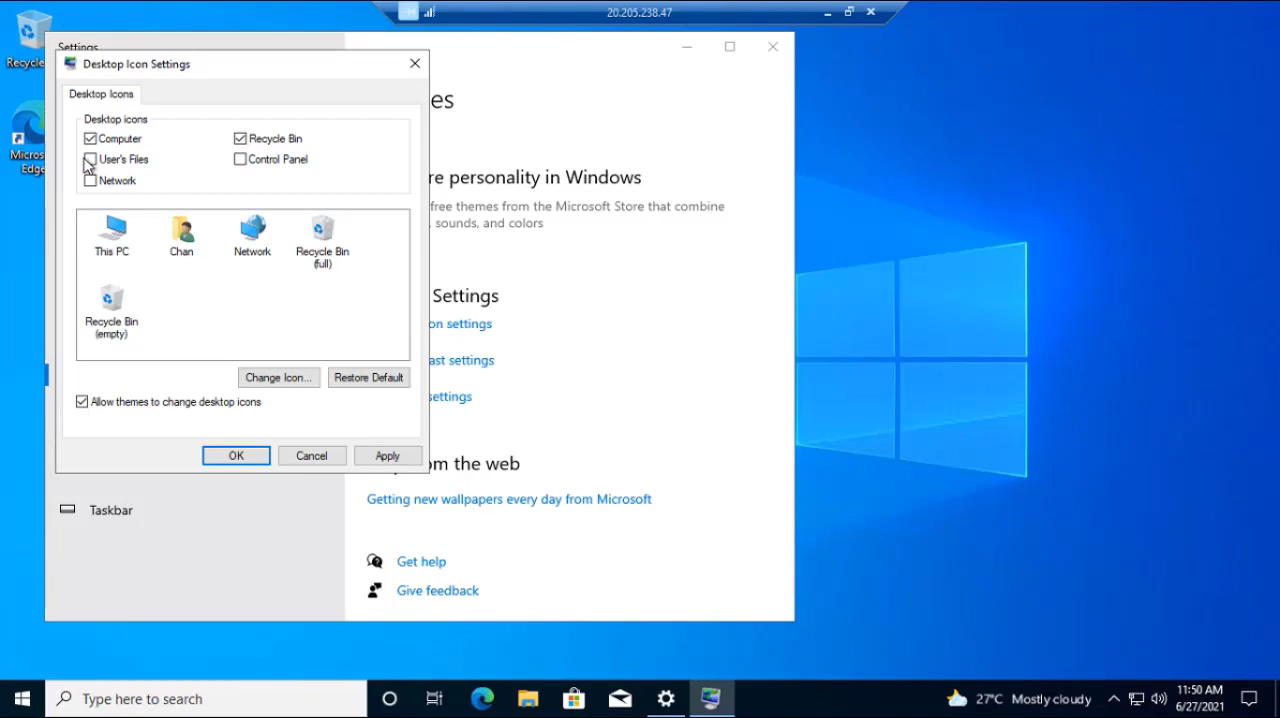 20.205.238.47
Recycle
Settings
Desktop Icon Settings
Desktop Icons
es
Desktop icons
Computer
Recycle Bin
Micros
Edge
User's Files
Control Panel
Network
re personality in Windows
free themes from the Microsoft Store that combine
, sounds, and colors
This PC
Chan
Network
Recycle Bin
(full)
Settings
Recycle Bin
(empty)
on settings
ast settings
settings
Change Icon...
Restore Default
Allow themes to change desktop icons
OK
Cancel
Apply
om the web
Getting new wallpapers every day from Microsoft
Taskbar
Get help
Give feedback
Type here to search
27°C Mostly cloudy
11:50 AM
6/27/2021